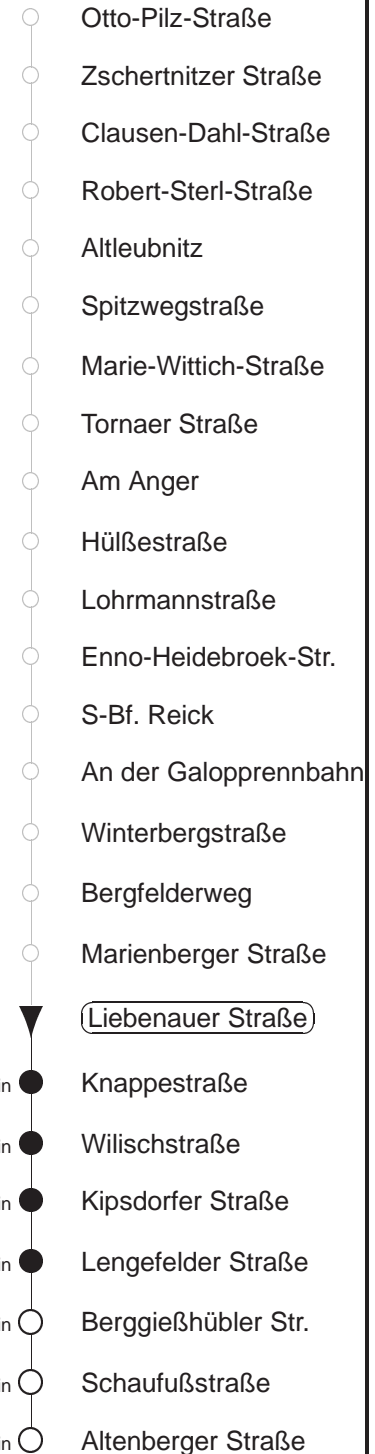 Otto-Pilz-Straße
Zschertnitzer Straße
Clausen-Dahl-Straße
Robert-Sterl-Straße
Altleubnitz
Spitzwegstraße
Marie-Wittich-Straße
Tornaer Straße
Am Anger
Hülßestraße
Lohrmannstraße
Enno-Heidebroek-Str.
S-Bf. Reick
An der Galopprennbahn
Winterbergstraße
Bergfelderweg
Marienberger Straße
Liebenauer Straße
Knappestraße
Wilischstraße
Kipsdorfer Straße
Lengefelder Straße
Berggießhübler Str.
Schaufußstraße
Altenberger Straße